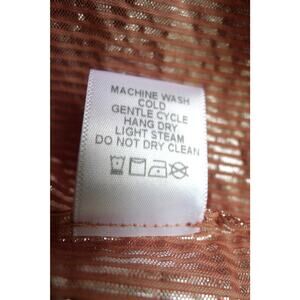 MACHINE WASH
COLD
GENTLE CYCLE
HANG DRY
LIGHT STEAM
DO NOT DRY CLEAN